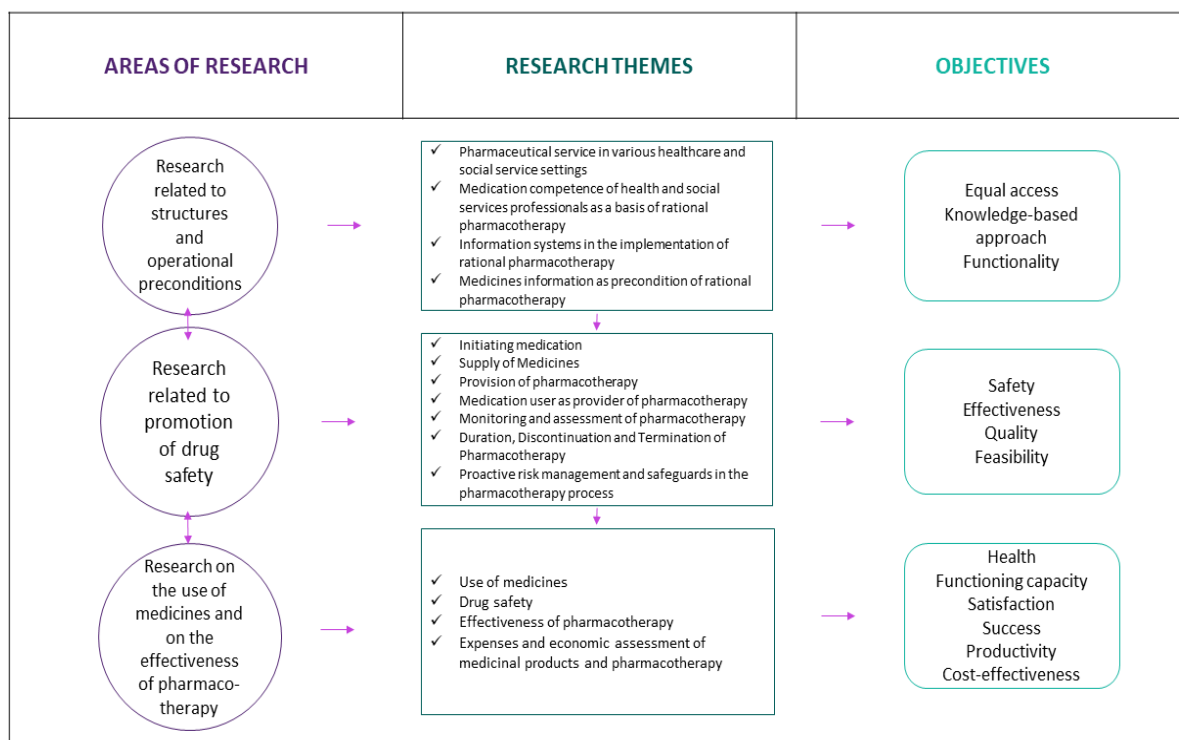 AREAS OF RESEARCH
RESEARCH THEMES
OBJECTIVES
Research
related to
structures
and
operational
preconditions
✓ Pharmaceutical service in various healthcare and
social service settings
✓ Medication competence of health and social
services professionals as a basis of rational
pharmacotherapy
✓ Information systems in the implementation of
rational pharmacotherapy
✓ Medicines information as precondition of rational
pharmacotherapy
Equal access
Knowledge-based
approach
Functionality
Research
related to
promotion
of drug
safety
✓ Initiating medication
✓ Supply of Medicines
✓ Provision of pharmacotherapy
✓ Medication user as provider of pharmacotherapy
✓ Monitoring and assessment of pharmacotherapy
✓ Duration, Discontinuation and Termination of
Pharmacotherapy
✓ Proactive risk management and safeguards in the
pharmacotherapy process
Safety
Effectiveness
Quality
Feasibility
Research on
the use of
medicines and
on the
effectiveness
of pharmaco-
therapy
✓ Use of medicines
✓ Drug safety
✓ Effectiveness of pharmacotherapy
✓ Expenses and economic assessment of
medicinal products and pharmacotherapy
Health
Functioning capacity
Satisfaction
Success
Productivity
Cost-effectiveness